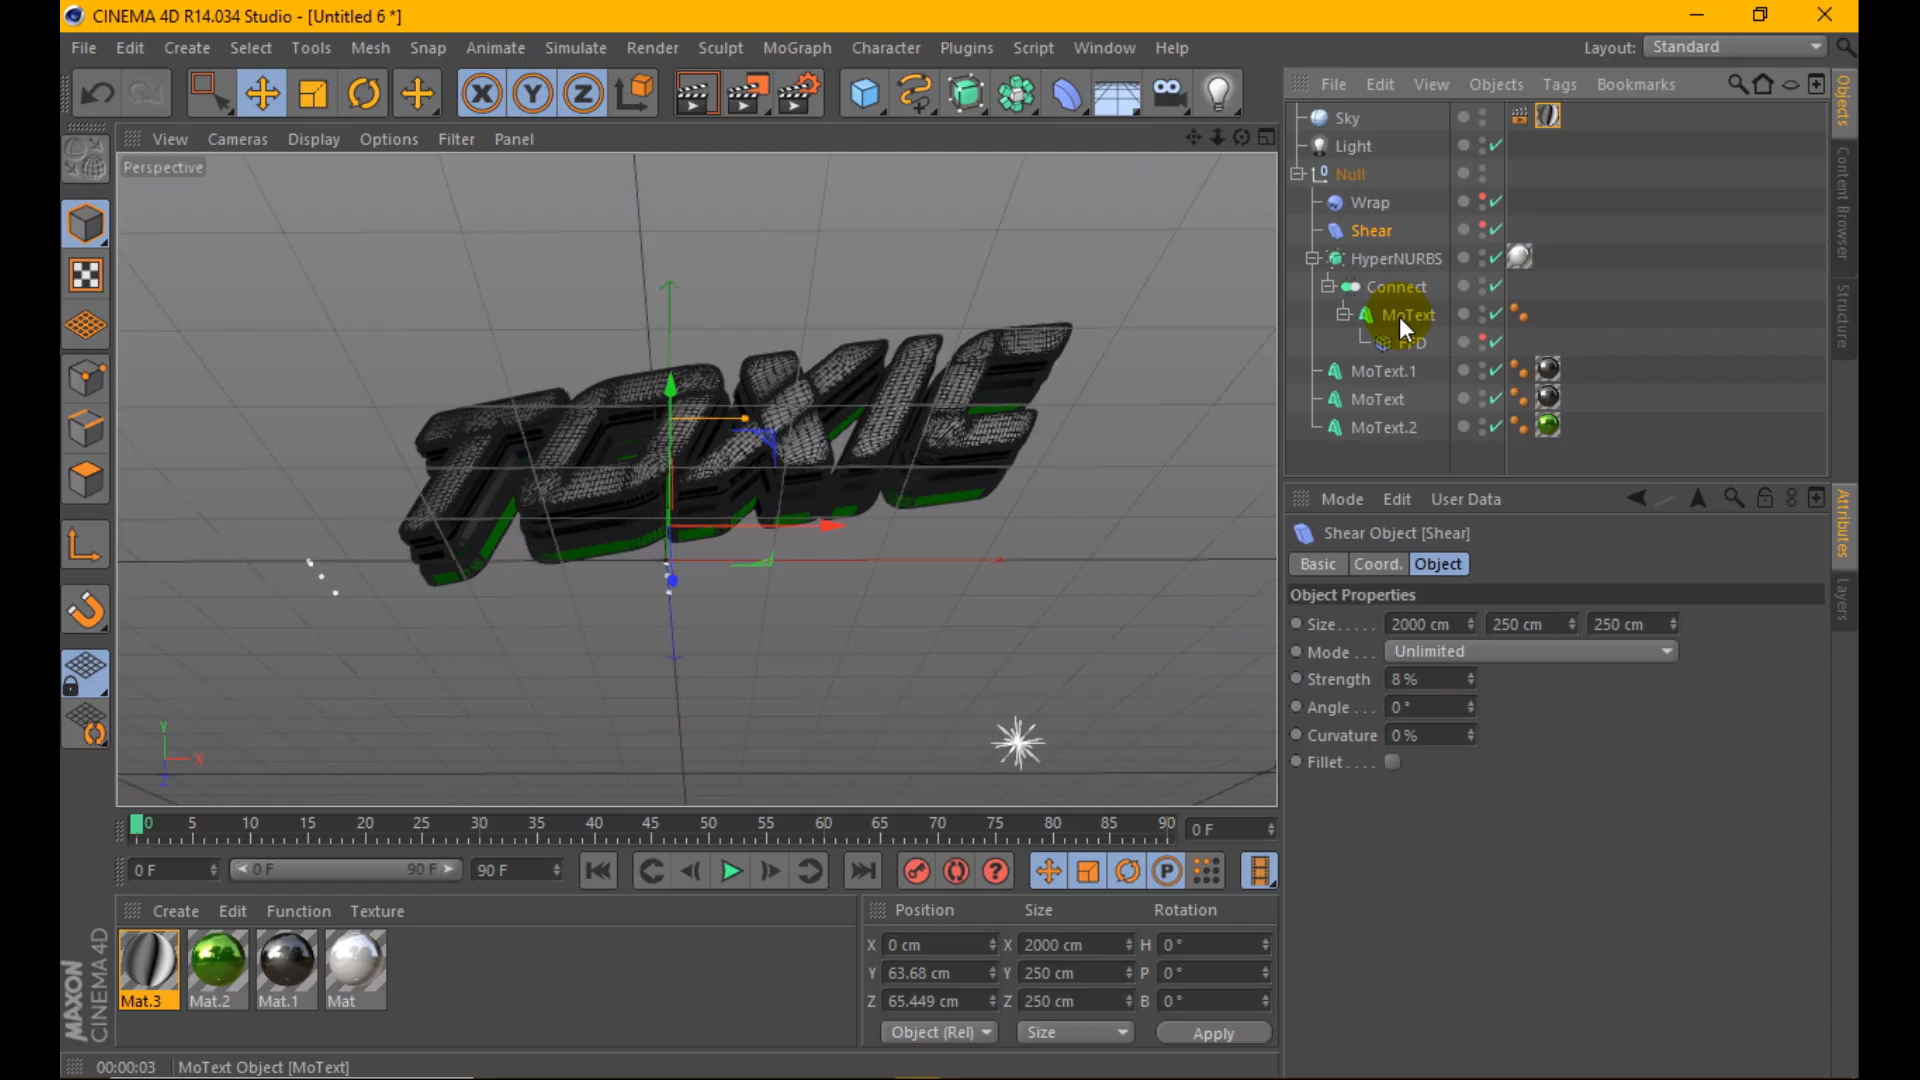 CINEMA 4D R14.034 Studio - [Untitled 6 *]
File Edit Create Select Tools Mesh Snap Animate Simulate Render Sculpt MoGraph Character Plugins Script Window Help
Layout: Standard
View Cameras Display Options Filter Panel
Perspective
Y
X
Z
File Edit View Objects Tags Bookmarks
Sky
Light
Null
Wrap
Shear
HyperNURBS
Connect
MoText
FFD
MoText.1
MoText
MoText.2
Objects
Content Browser
Structure
Mode Edit User Data
Shear Object [Shear]
Basic Coord. Object
Object Properties
Size..... 2000 cm 250 cm 250 cm
Mode ... Unlimited
Strength 8 %
Angle ... 0 °
Curvature 0 %
Fillet ....
Attributes
Layers
0 5 10 15 20 25 30 35 40 45 50 55 60 65 70 75 80 85 90 0 F
0 F 0 F 90 F 90 F
Create Edit Function Texture
Mat.3 Mat.2 Mat.1 Mat
Position Size Rotation
X 0 cm X 2000 cm H 0 °
Y 63.68 cm Y 250 cm P 0 °
Z 65.449 cm Z 250 cm B 0 °
Object (Rel) Size Apply
MAXON
CINEMA 4D
00:00:03 MoText Object [MoText]